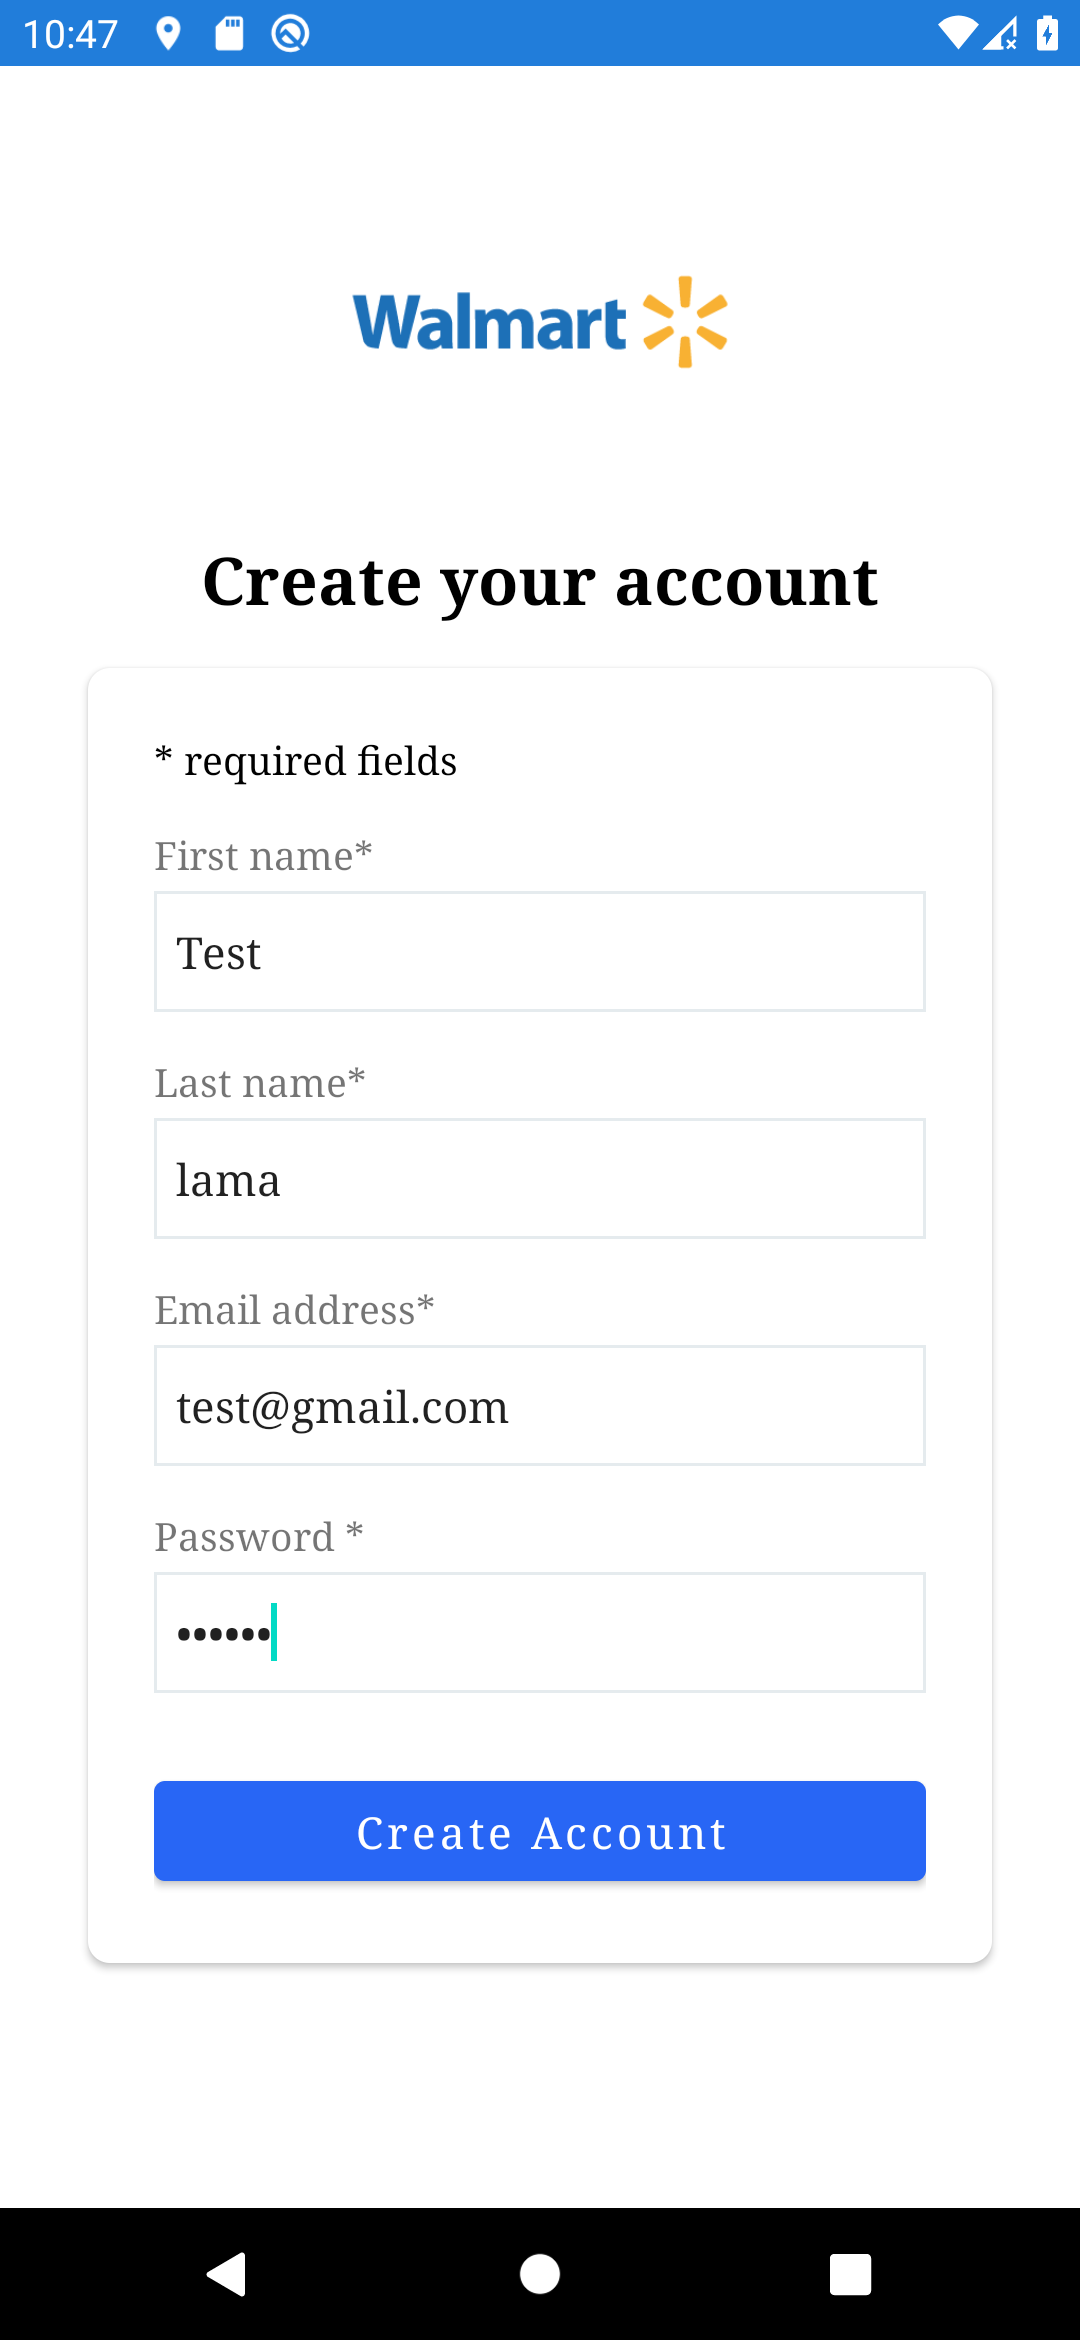 10:47
Walmart
Create your account
* required fields
First name*
Test
Last name*
lama
Email address*
test@gmail.com
Password *
••••••
Create Account